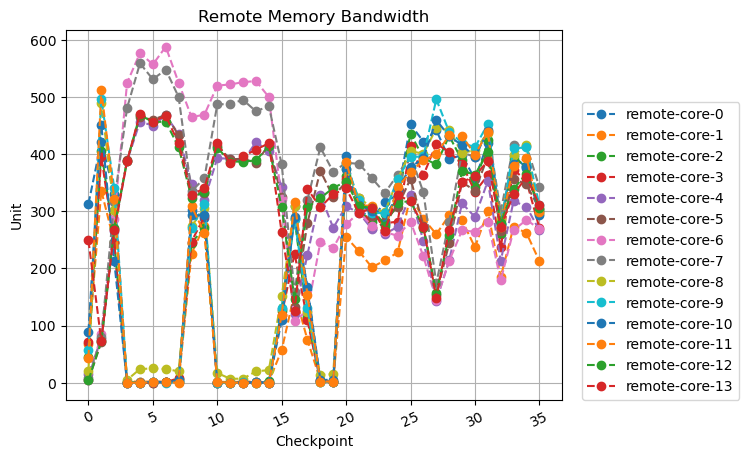 Remote Memory Bandwidth
600
500
400
300
200
100
0
Unit
0
5
10
15
20
25
30
35
Checkpoint
remote-core-0
remote-core-1
remote-core-2
remote-core-3
remote-core-4
remote-core-5
remote-core-6
remote-core-7
remote-core-8
remote-core-9
remote-core-10
remote-core-11
remote-core-12
remote-core-13